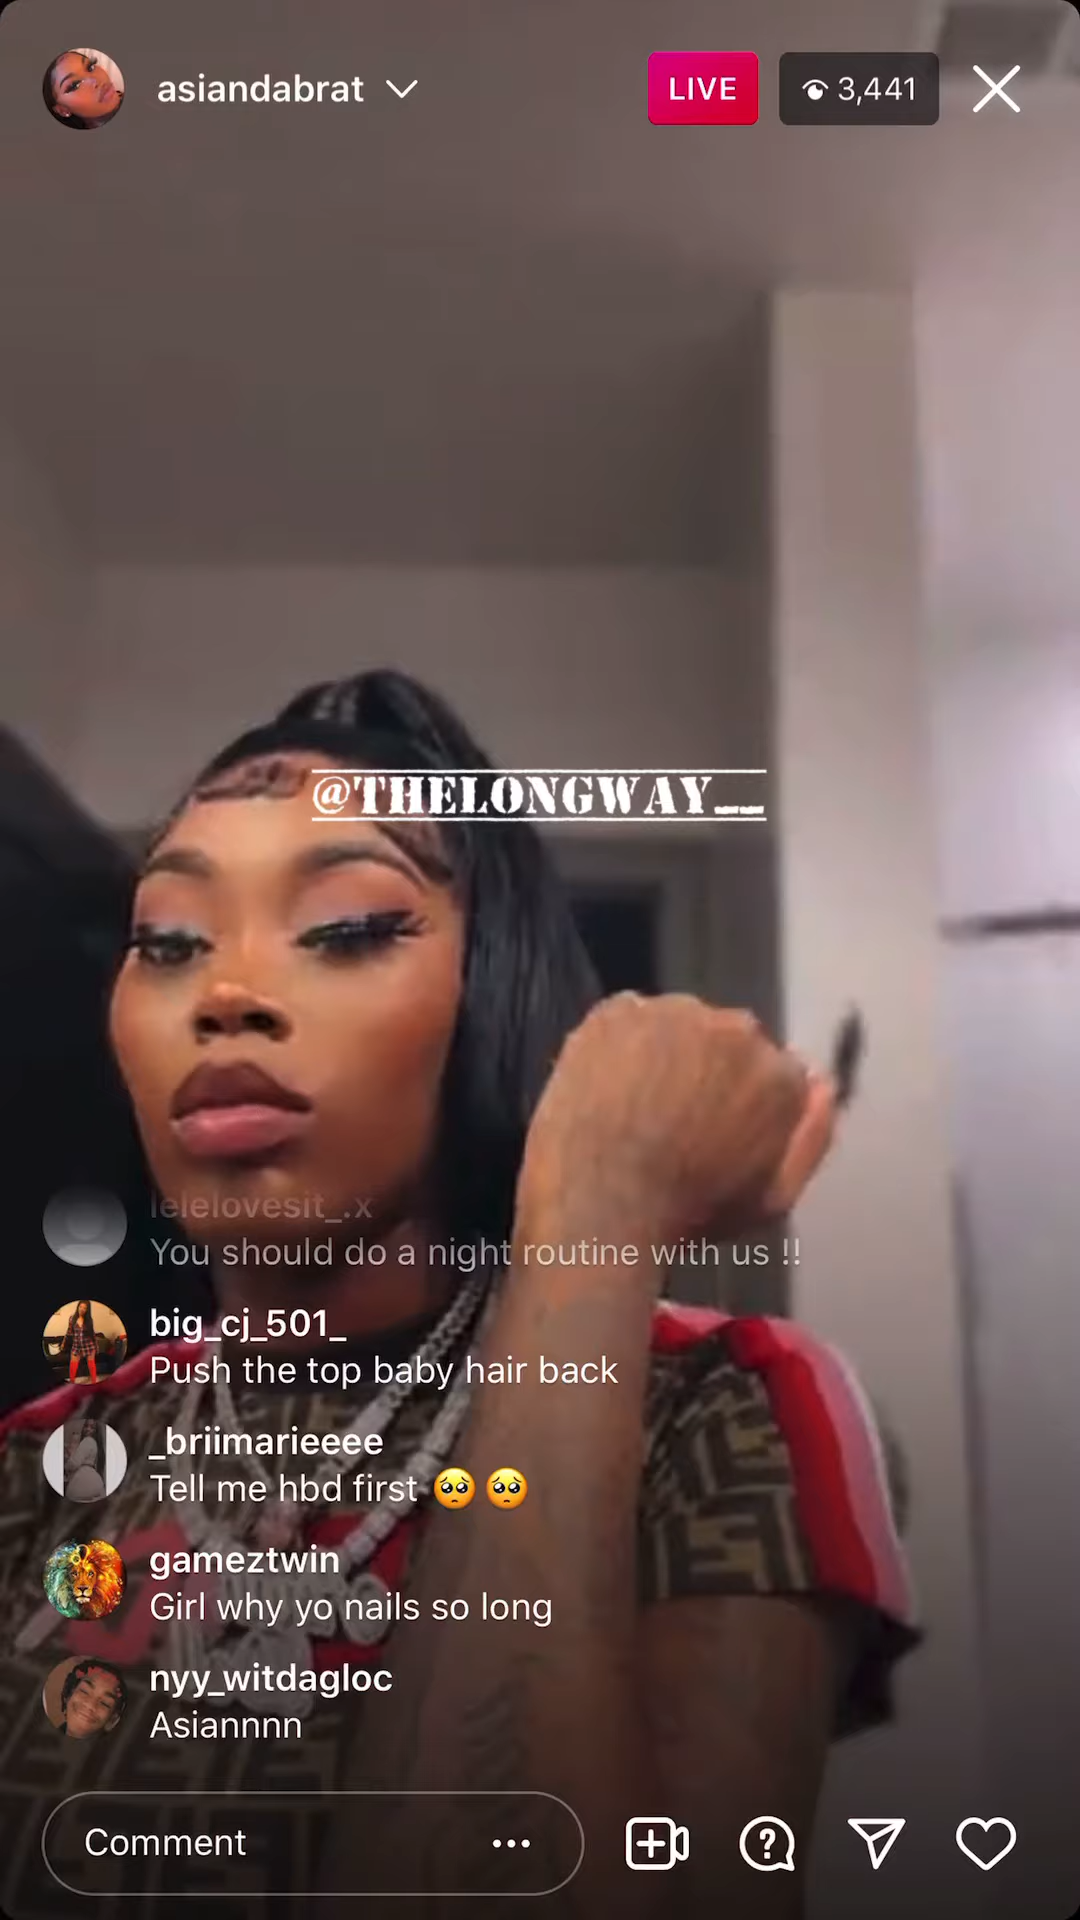 asiandabrat
LIVE
3,441
@THELONGWAY__
lelelovesit_.x
You should do a night routine with us !!
big_cj_501_
Push the top baby hair back
_briimarieeee
Tell me hbd first 🥺 🥺
gameztwin
Girl why yo nails so long
nyy_witdagloc
Asiannnn
Comment